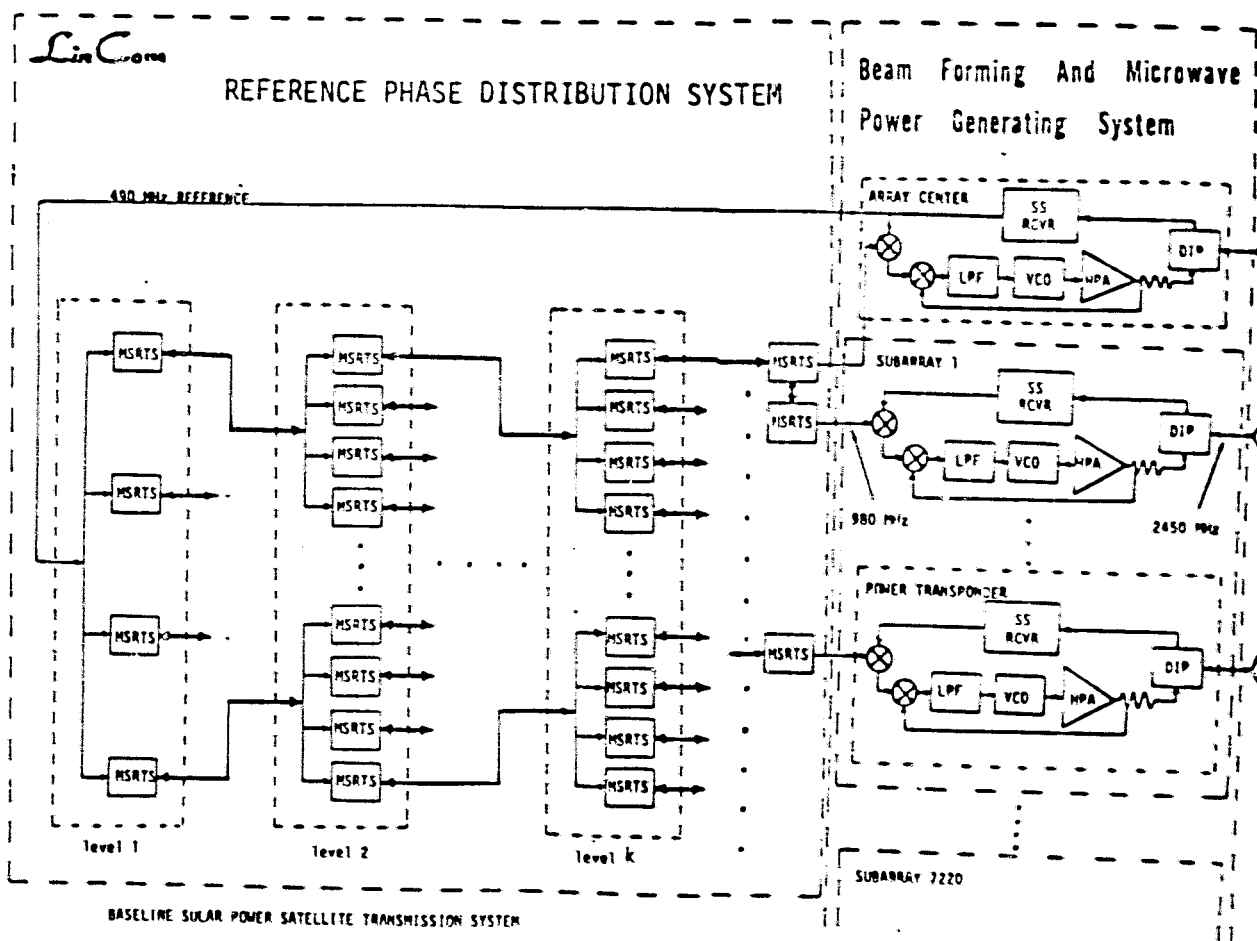 LinCom
REFERENCE PHASE DISTRIBUTION SYSTEM
Beam Forming And Microwave
Power Generating System
490 MHz REFERENCE
ARRAY CENTER
SS
RCVR
DIP
LPF
VCO
HPA
MSRTS
MSRTS
MSRTS
MSRTS
level 1
MSRTS
MSRTS
MSRTS
MSRTS
MSRTS
MSRTS
MSRTS
MSRTS
level 2
MSRTS
MSRTS
MSRTS
MSRTS
MSRTS
MSRTS
MSRTS
MSRTS
level k
MSRTS
MSRTS
MSRTS
SUBARRAY 1
SS
RCVR
DIP
LPF
VCO
HPA
980 MHz
2450 MHz
POWER TRANSPONDER
SS
RCVR
DIP
LPF
VCO
HPA
SUBARRAY 7220
BASELINE SOLAR POWER SATELLITE TRANSMISSION SYSTEM